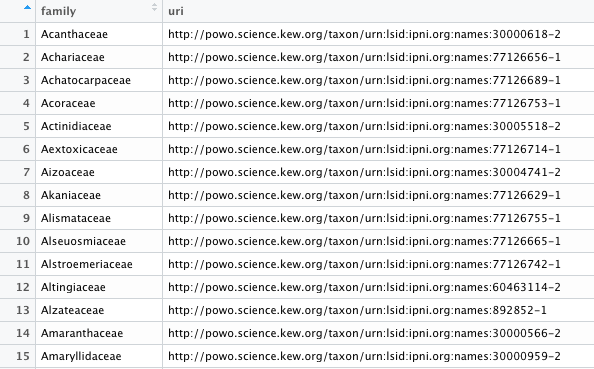 family uri
1 Acanthaceae http://powo.science.kew.org/taxon/urn:lsid:ipni.org:names:30000618-2
2 Achariaceae http://powo.science.kew.org/taxon/urn:lsid:ipni.org:names:77126656-1
3 Achatocarpaceae http://powo.science.kew.org/taxon/urn:lsid:ipni.org:names:77126689-1
4 Acoraceae http://powo.science.kew.org/taxon/urn:lsid:ipni.org:names:77126753-1
5 Actinidiaceae http://powo.science.kew.org/taxon/urn:lsid:ipni.org:names:30005518-2
6 Aextoxicaceae http://powo.science.kew.org/taxon/urn:lsid:ipni.org:names:77126714-1
7 Aizoaceae http://powo.science.kew.org/taxon/urn:lsid:ipni.org:names:30004741-2
8 Akaniaceae http://powo.science.kew.org/taxon/urn:lsid:ipni.org:names:77126629-1
9 Alismataceae http://powo.science.kew.org/taxon/urn:lsid:ipni.org:names:77126755-1
10 Alseuosmiaceae http://powo.science.kew.org/taxon/urn:lsid:ipni.org:names:77126665-1
11 Alstroemeriaceae http://powo.science.kew.org/taxon/urn:lsid:ipni.org:names:77126742-1
12 Altingiaceae http://powo.science.kew.org/taxon/urn:lsid:ipni.org:names:60463114-2
13 Alzateaceae http://powo.science.kew.org/taxon/urn:lsid:ipni.org:names:892852-1
14 Amaranthaceae http://powo.science.kew.org/taxon/urn:lsid:ipni.org:names:30000566-2
15 Amaryllidaceae http://powo.science.kew.org/taxon/urn:lsid:ipni.org:names:30000959-2